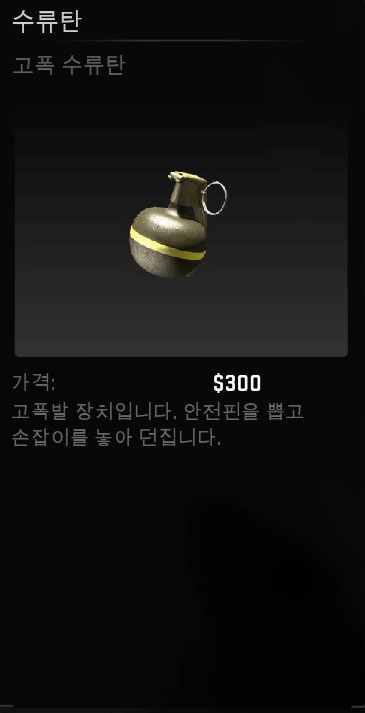 수류탄
고폭 수류탄
가격: $300
고폭발 장치입니다. 안전핀을 뽑고
손잡이를 놓아 던집니다.